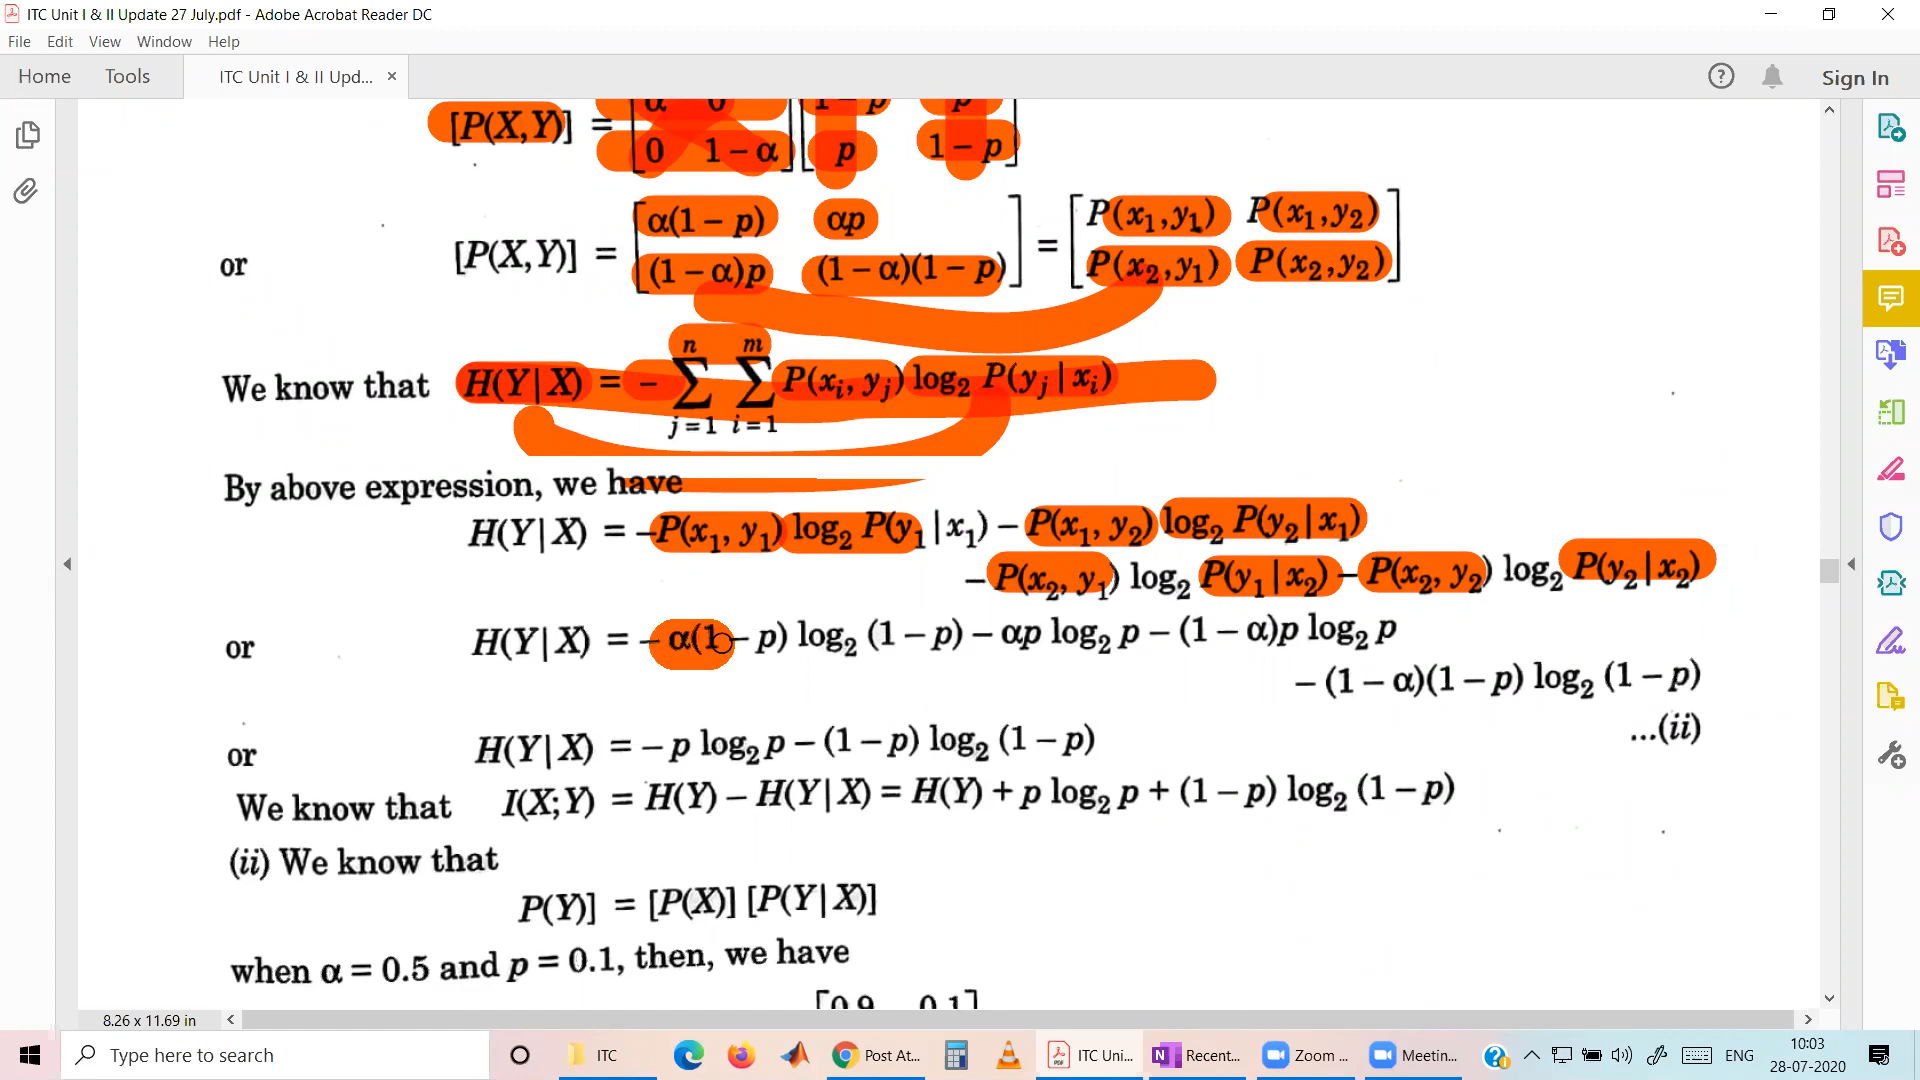 ITC Unit I & II Update 27 July.pdf - Adobe Acrobat Reader DC
File Edit View Window Help
Home Tools ITC Unit I & II Upd... × Sign In
[P(X,Y)] = [α 0; 0 1 – α] [1 – p p; p 1 – p]
or [P(X,Y)] = [α(1 – p) αp; (1 – α)p (1 – α)(1 – p)] = [P(x₁,y₁) P(x₁,y₂); P(x₂,y₁) P(x₂,y₂)]
We know that H(Y|X) = – ∑ⁿⱼ₌₁ ∑ᵐᵢ₌₁ P(xᵢ, yⱼ) log₂ P(yⱼ | xᵢ)
By above expression, we have
H(Y|X) = –P(x₁, y₁) log₂ P(y₁ | x₁) – P(x₁, y₂) log₂ P(y₂ | x₁)
– P(x₂, y₁) log₂ P(y₁ | x₂) – P(x₂, y₂) log₂ P(y₂ | x₂)
or H(Y|X) = – α(1 – p) log₂ (1 – p) – αp log₂ p – (1 – α)p log₂ p
– (1 – α)(1 – p) log₂ (1 – p)
or H(Y|X) = – p log₂ p – (1 – p) log₂ (1 – p) ...(ii)
We know that I(X;Y) = H(Y) – H(Y|X) = H(Y) + p log₂ p + (1 – p) log₂ (1 – p)
(ii) We know that
P(Y)] = [P(X)] [P(Y|X)]
when α = 0.5 and p = 0.1, then, we have
[0.9 0.1]
8.26 x 11.69 in
Type here to search ITC Post At... ITC Uni... Recent... Zoom ... Meetin... ENG 10:03
28-07-2020